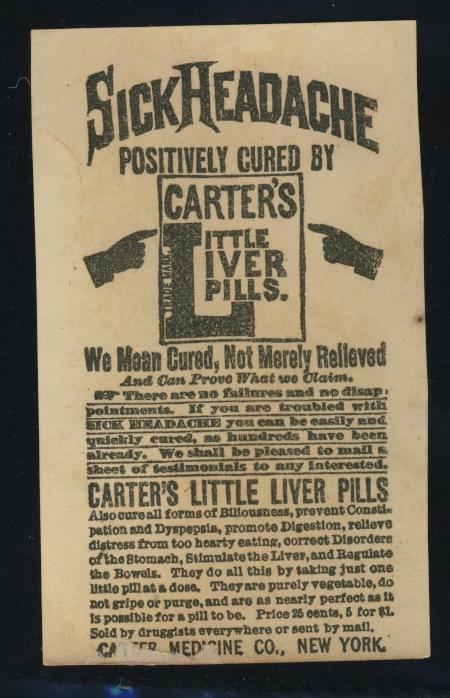 SICK HEADACHE
POSITIVELY CURED BY
CARTER'S
LITTLE
LIVER
PILLS.
TRADE MARK.
We Mean Cured, Not Merely Relieved
And Can Prove What we Claim.
☞ There are no failures and no disap-
pointments. If you are troubled with
SICK HEADACHE you can be easily and
quickly cured, as hundreds have been
already. We shall be pleased to mail a
sheet of testimonials to any interested.
CARTER'S LITTLE LIVER PILLS
Also cure all forms of Biliousness, prevent Consti-
pation and Dyspepsia, promote Digestion, relieve
distress from too hearty eating, correct Disorders
of the Stomach, Stimulate the Liver, and Regulate
the Bowels. They do all this by taking just one
little pill at a dose. They are purely vegetable, do
not gripe or purge, and are as nearly perfect as it
is possible for a pill to be. Price 25 cents, 5 for $1.
Sold by druggists everywhere or sent by mail.
CARTER MEDICINE CO., NEW YORK.